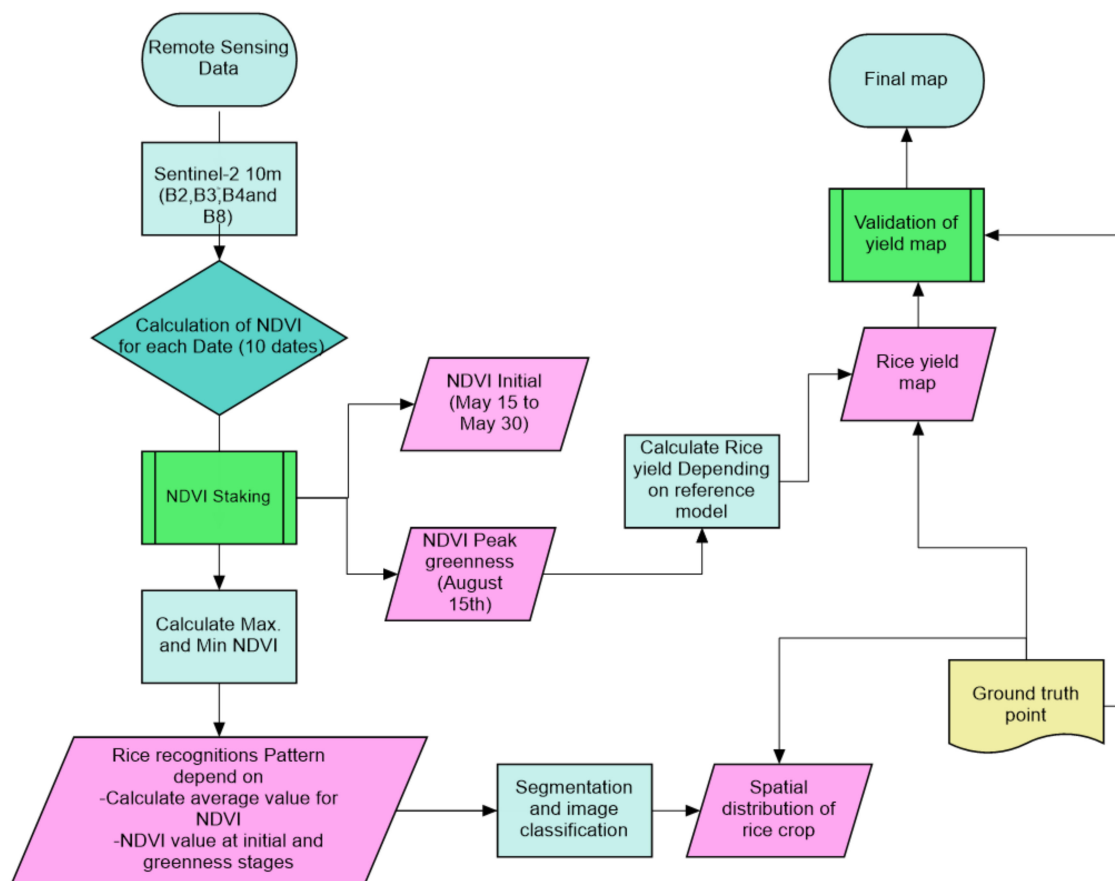 Remote Sensing
Data
Sentinel-2 10m
(B2,B3,B4and
B8)
Calculation of NDVI
for each Date (10 dates)
NDVI Staking
Calculate Max.
and Min NDVI
Rice recognitions Pattern
depend on
-Calculate average value for
NDVI
-NDVI value at initial and
greenness stages
NDVI Initial
(May 15 to
May 30)
NDVI Peak
greenness
(August
15th)
Calculate Rice
yield Depending
on reference
model
Segmentation
and image
classification
Spatial
distribution of
rice crop
Final map
Validation of
yield map
Rice yield
map
Ground truth
point